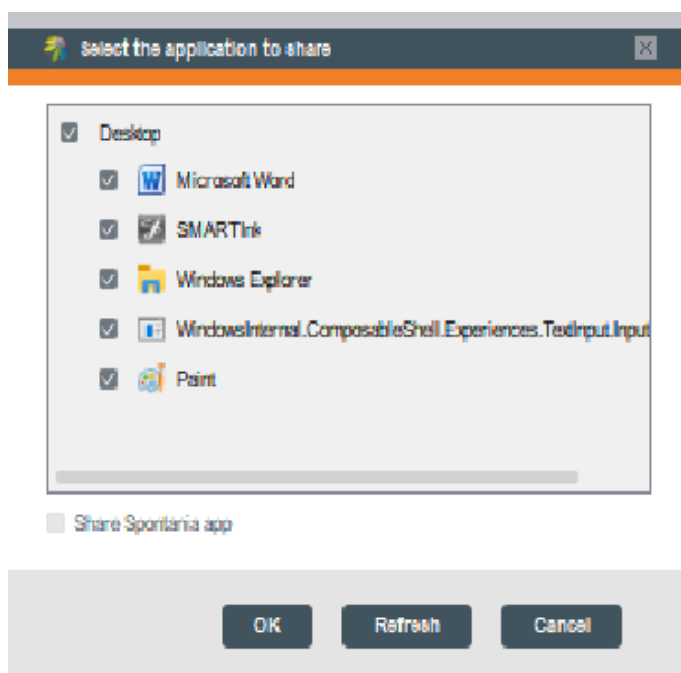 Select the application to share
Desktop
Microsoft Word
SMARTInk
Windows Explorer
WindowsInternal.ComposableShell.Experiences.TextInput.Input
Paint
Share Spontania app
OK Refresh Cancel